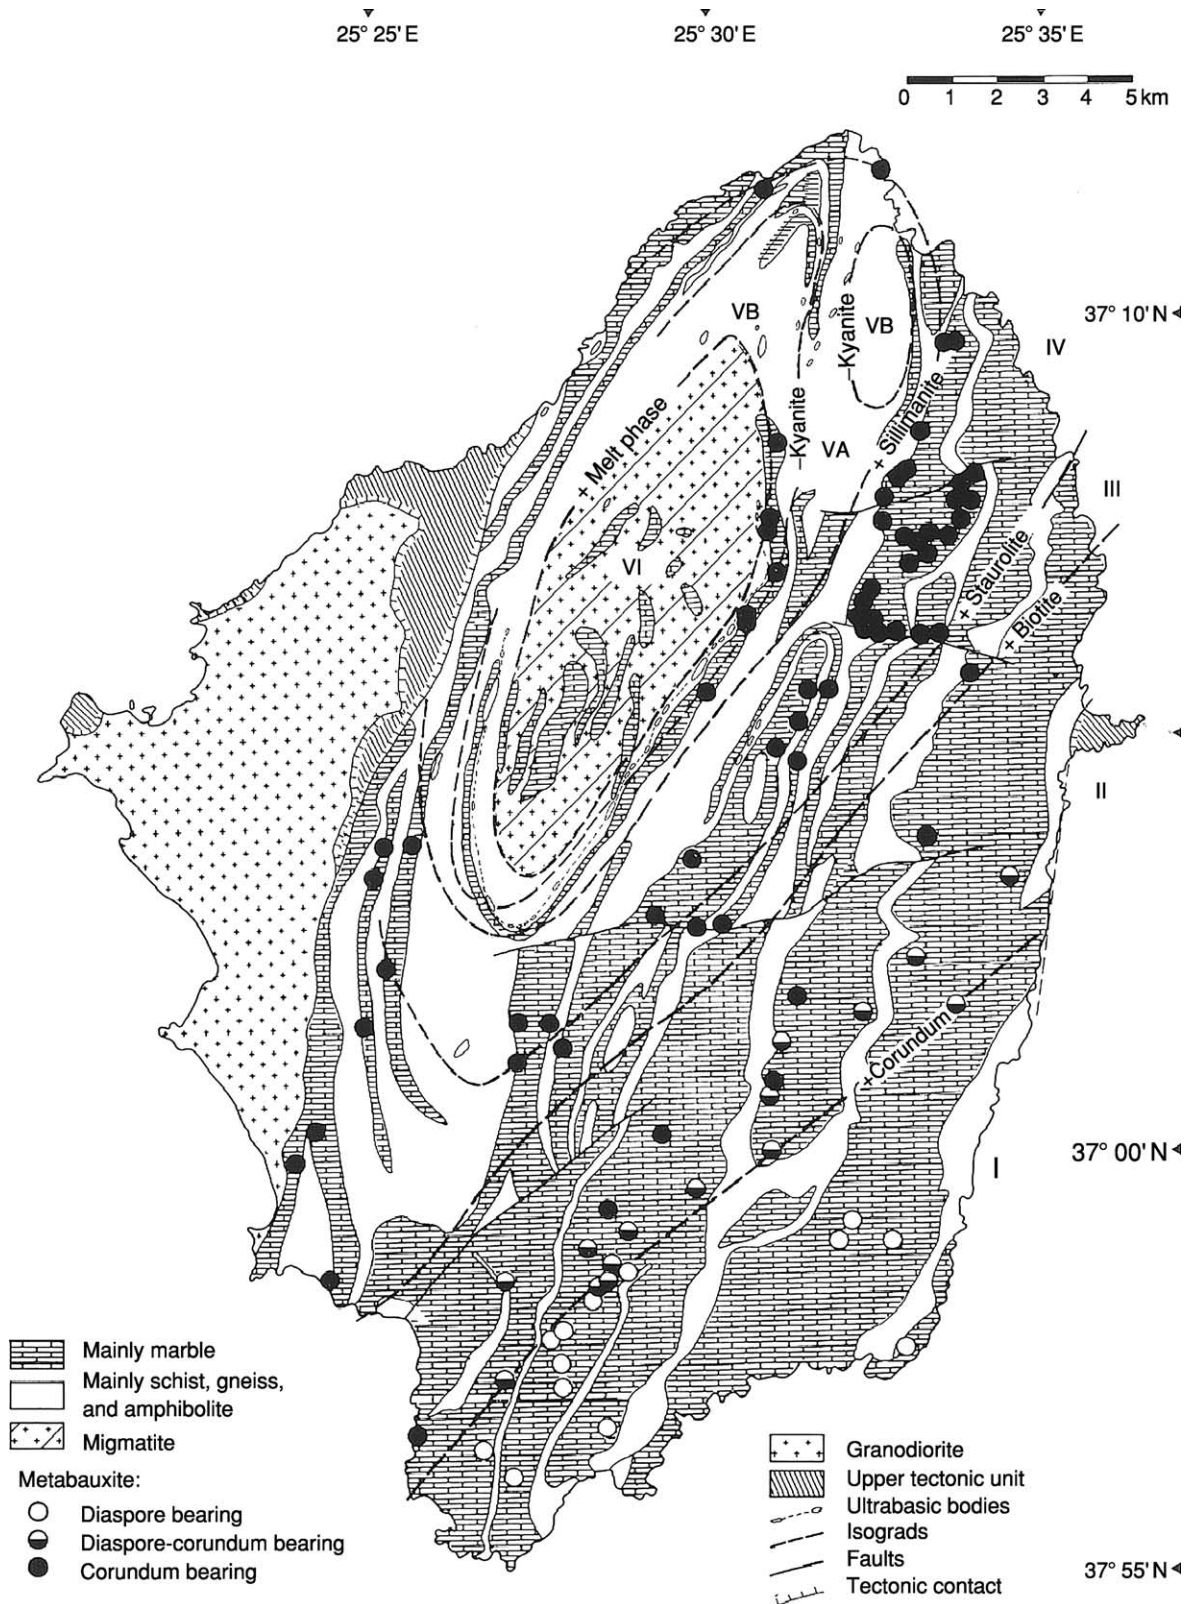 25° 25' E
25° 30' E
25° 35' E
0 1 2 3 4 5 km
37° 10' N
VB
VB
IV
–Kyanite
–Kyanite
+ Sillimanite
+ Melt phase
VA
III
VI
+ Staurolite
+ Biotite
II
+Corundum
37° 00' N
I
Mainly marble
Mainly schist, gneiss,
and amphibolite
Migmatite
Metabauxite:
Diaspore bearing
Diaspore-corundum bearing
Corundum bearing
Granodiorite
Upper tectonic unit
Ultrabasic bodies
Isograds
Faults
Tectonic contact
37° 55' N